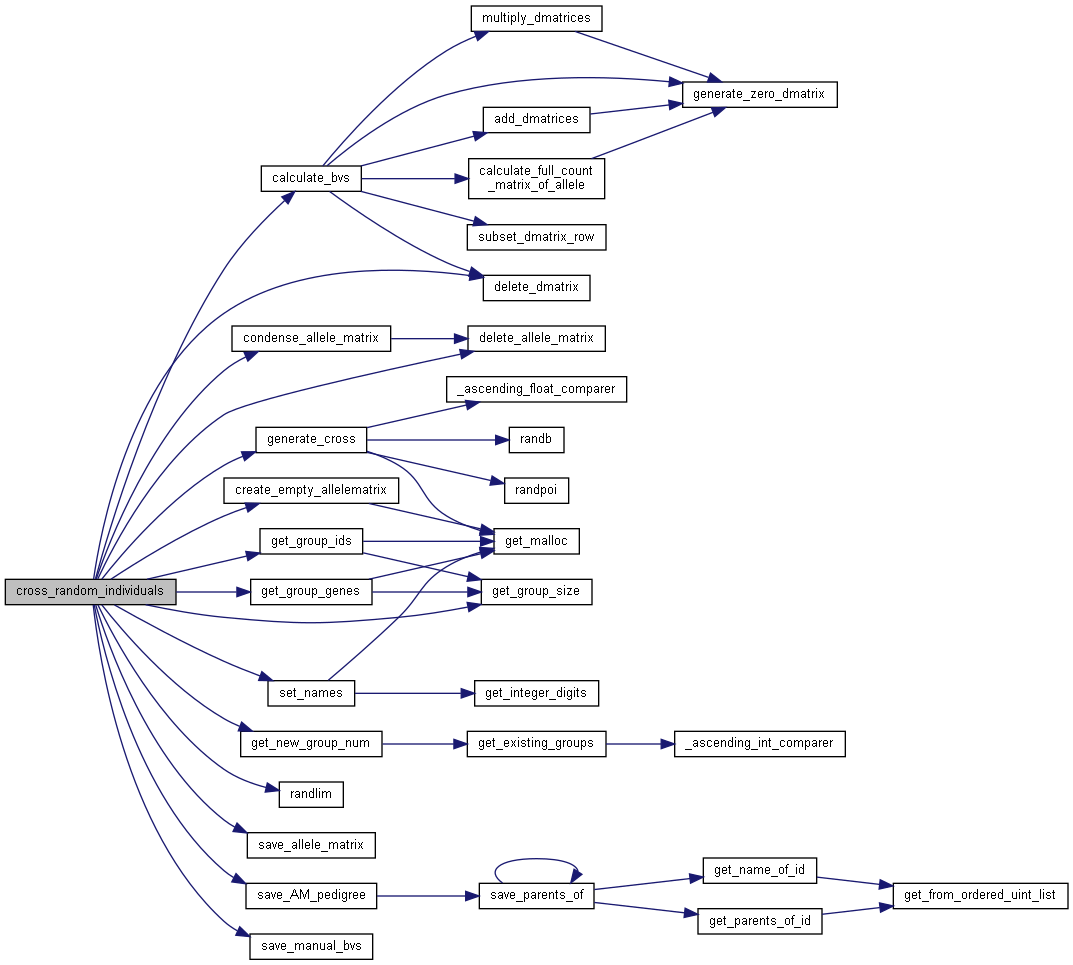 multiply_dmatrices
generate_zero_dmatrix
add_dmatrices
calculate_bvs
calculate_full_count
_matrix_of_allele
subset_dmatrix_row
delete_dmatrix
condense_allele_matrix
delete_allele_matrix
_ascending_float_comparer
generate_cross
randb
create_empty_allelematrix
randpoi
get_group_ids
get_malloc
cross_random_individuals
get_group_genes
get_group_size
set_names
get_integer_digits
get_new_group_num
get_existing_groups
_ascending_int_comparer
randlim
save_allele_matrix
get_name_of_id
save_AM_pedigree
save_parents_of
get_from_ordered_uint_list
get_parents_of_id
save_manual_bvs